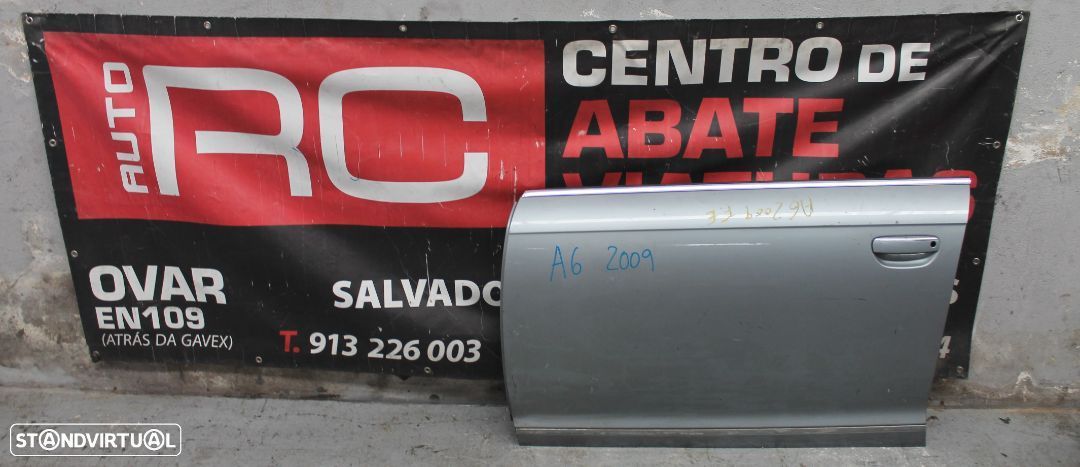 AUTO
RC
CENTRO DE
ABATE
OVAR
EN109
(ATRÁS DA GAVEX)
SALVADO
T. 913 226 003
4
A6 2009
A6 2009 F.E
STANDVIRTUAL